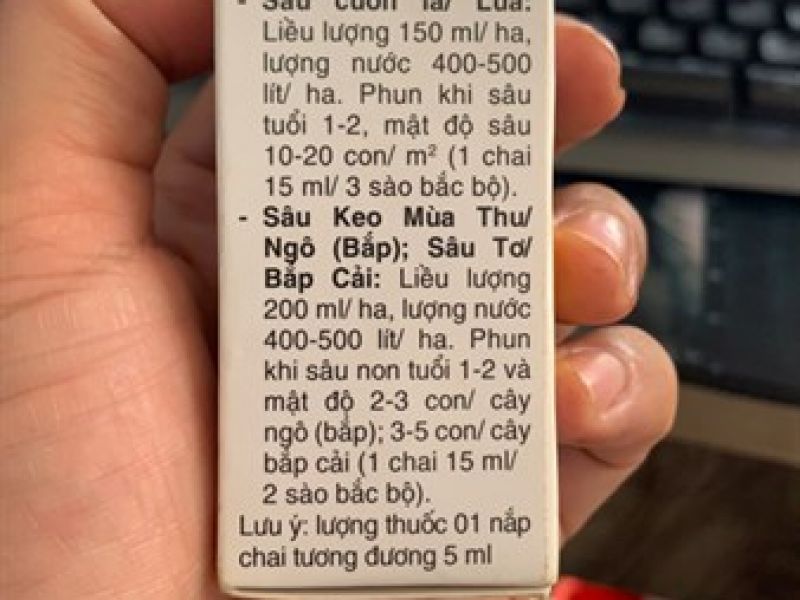 - Sâu cuốn lá/ Lúa:
Liều lượng 150 ml/ ha,
lượng nước 400-500
lít/ ha. Phun khi sâu
tuổi 1-2, mật độ sâu
10-20 con/ m² (1 chai
15 ml/ 3 sào bắc bộ).
- Sâu Keo Mùa Thu/
Ngô (Bắp); Sâu Tơ/
Bắp Cải: Liều lượng
200 ml/ ha, lượng nước
400-500 lít/ ha. Phun
khi sâu non tuổi 1-2 và
mật độ 2-3 con/ cây
ngô (bắp); 3-5 con/ cây
bắp cải (1 chai 15 ml/
2 sào bắc bộ).
Lưu ý: lượng thuốc 01 nắp
chai tương đương 5 ml